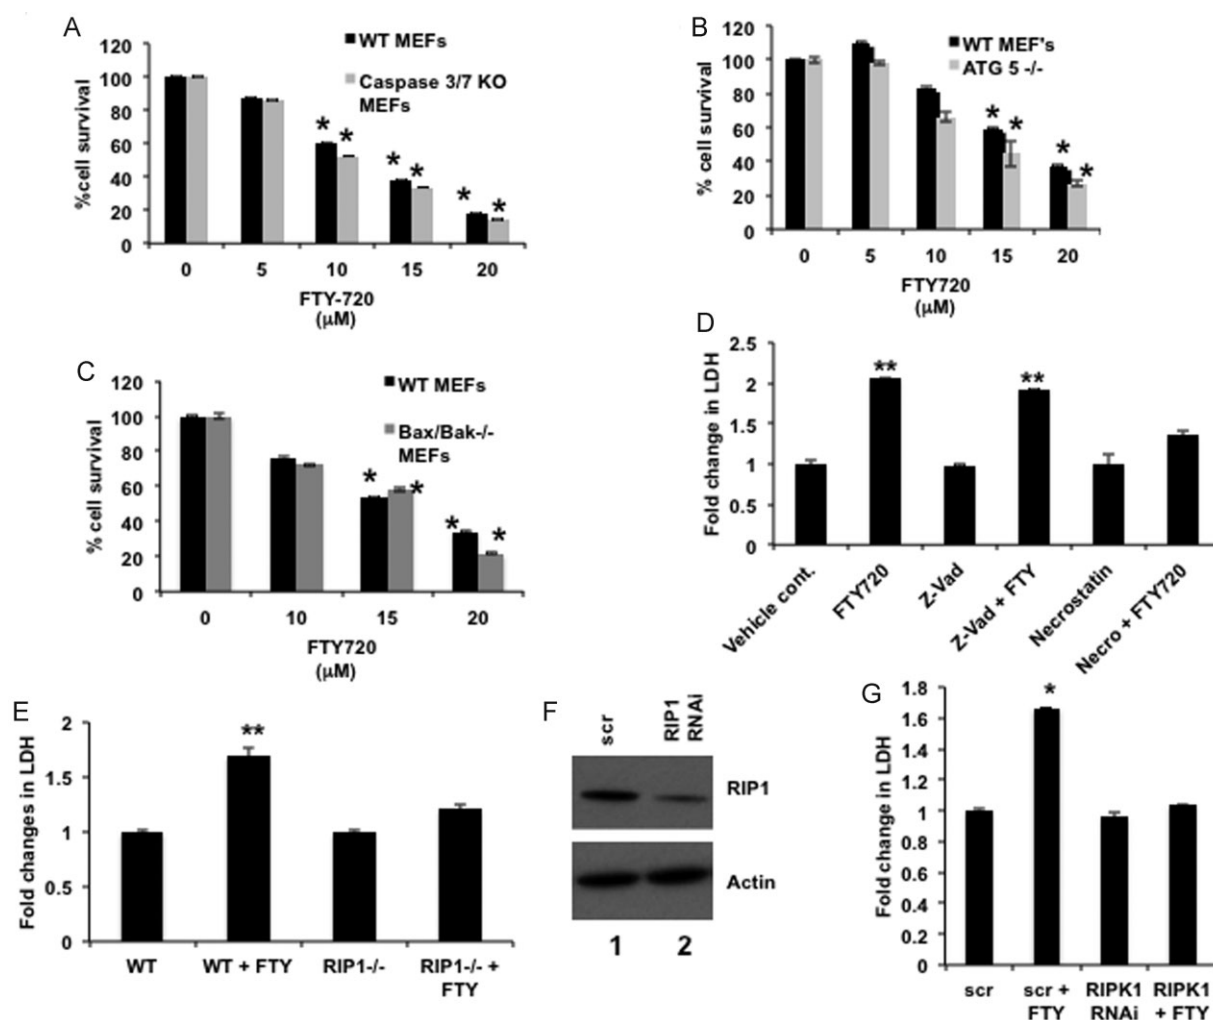 A
120
100
80
60
40
20
0
%cell survival
WT MEFs
Caspase 3/7 KO
MEFs
* * * * * *
0 5 10 15 20
FTY-720
(µM)
B
120
100
80
60
40
20
0
% cell survival
WT MEF's
ATG 5 -/-
* * * *
0 5 10 15 20
FTY720
(µM)
C
120
100
80
60
40
20
0
% cell survival
WT MEFs
Bax/Bak-/-
MEFs
* * * *
0 10 15 20
FTY720
(µM)
D
2.5
2
1.5
1
0.5
0
Fold change in LDH
** **
Vehicle cont.
FTY720
Z-Vad
Z-Vad + FTY
Necrostatin
Necro + FTY720
E
2
1.5
1
0.5
0
Fold changes in LDH
**
WT
WT + FTY
RIP1-/-
RIP1-/- +
FTY
F
scr
RIP1
RNAi
RIP1
Actin
1 2
G
1.8
1.6
1.4
1.2
1
0.8
0.6
0.4
0.2
0
Fold change in LDH
*
scr
scr +
FTY
RIPK1
RNAi
RIPK1
+ FTY